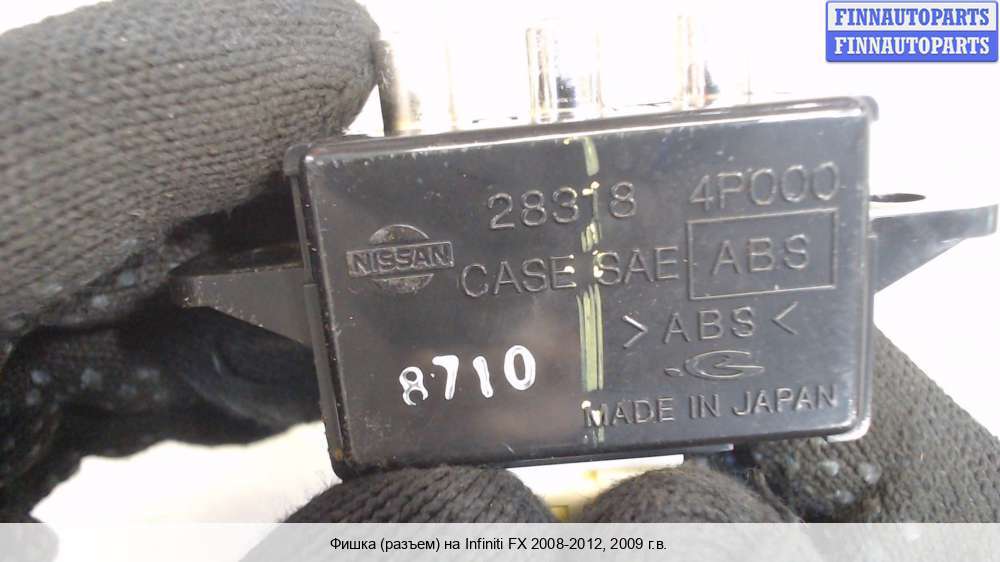 FINNAUTOPARTS
FINNAUTOPARTS
28318 4P000
NISSAN
CASE SAE ABS
>ABS<
8710
MADE IN JAPAN
Фишка (разъем) на Infiniti FX 2008-2012, 2009 г.в.